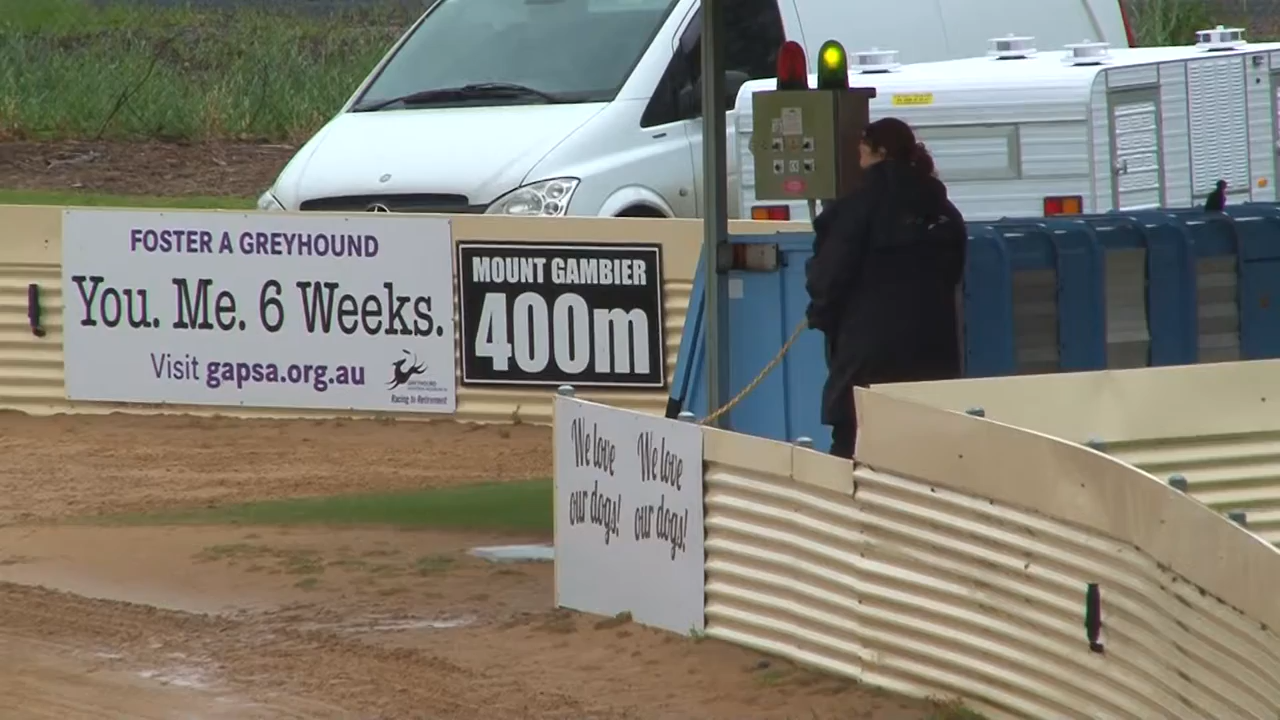 FOSTER A GREYHOUND
You. Me. 6 Weeks.
Visit gapsa.org.au
Racing to Retirement
MOUNT GAMBIER
400m
We love
our dogs!
We love
our dogs!